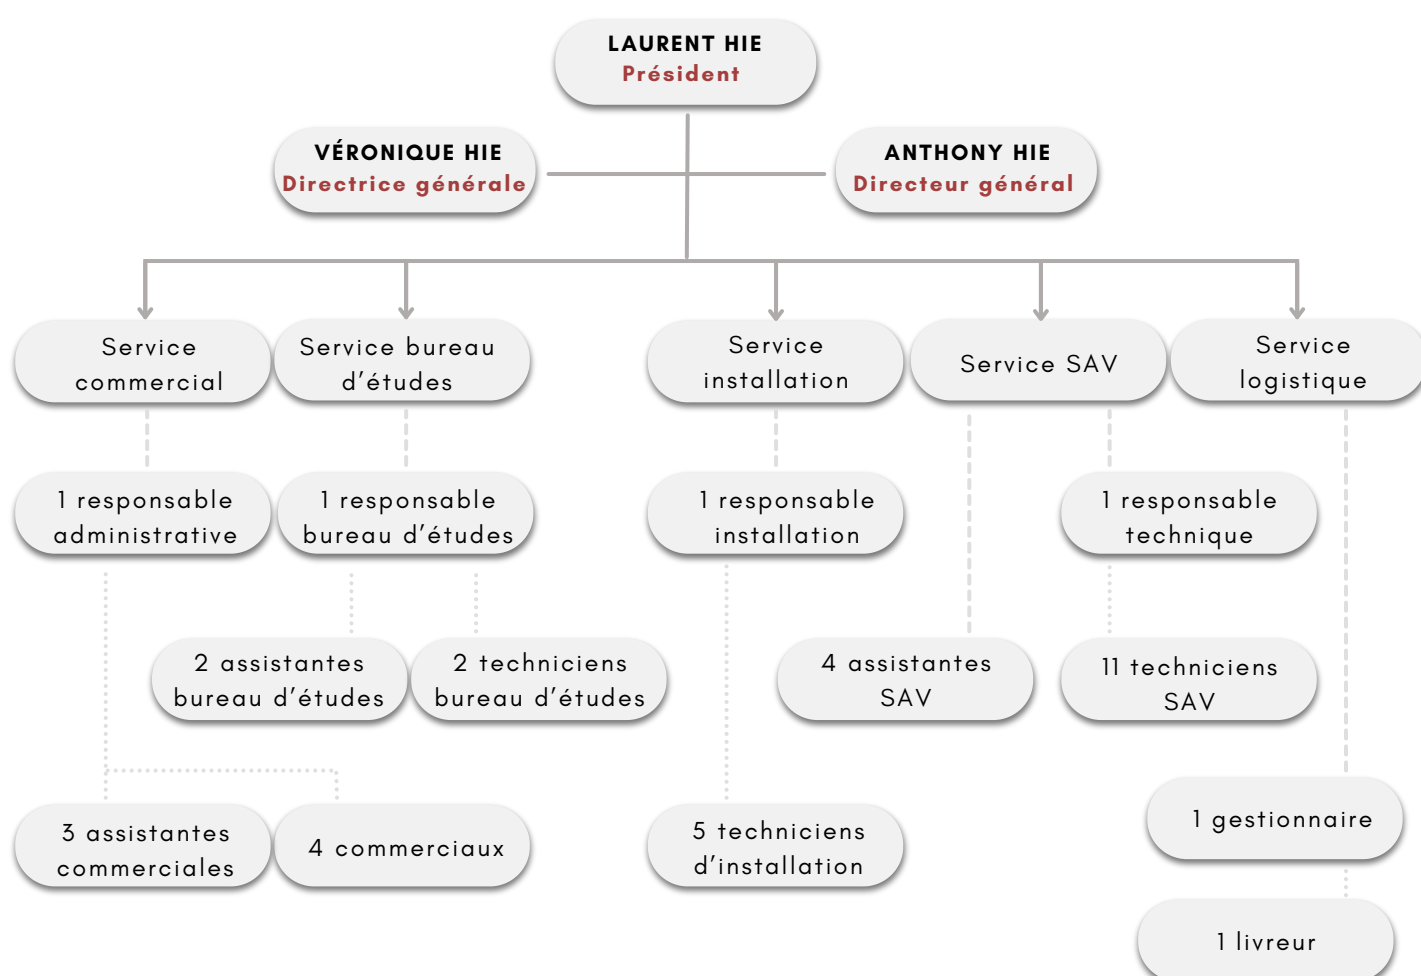 LAURENT HIE
Président
VÉRONIQUE HIE
Directrice générale
ANTHONY HIE
Directeur général
Service
commercial
Service bureau
d'études
Service
installation
Service SAV
Service
logistique
1 responsable
administrative
1 responsable
bureau d'études
1 responsable
installation
1 responsable
technique
2 assistantes
bureau d'études
2 techniciens
bureau d'études
4 assistantes
SAV
11 techniciens
SAV
3 assistantes
commerciales
4 commerciaux
5 techniciens
d'installation
1 gestionnaire
1 livreur